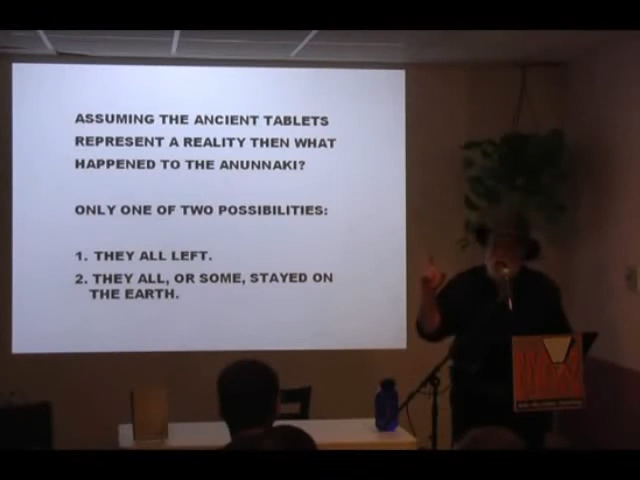 ASSUMING THE ANCIENT TABLETS
REPRESENT A REALITY THEN WHAT
HAPPENED TO THE ANUNNAKI?
ONLY ONE OF TWO POSSIBILITIES:
1. THEY ALL LEFT.
2. THEY ALL, OR SOME, STAYED ON
THE EARTH.